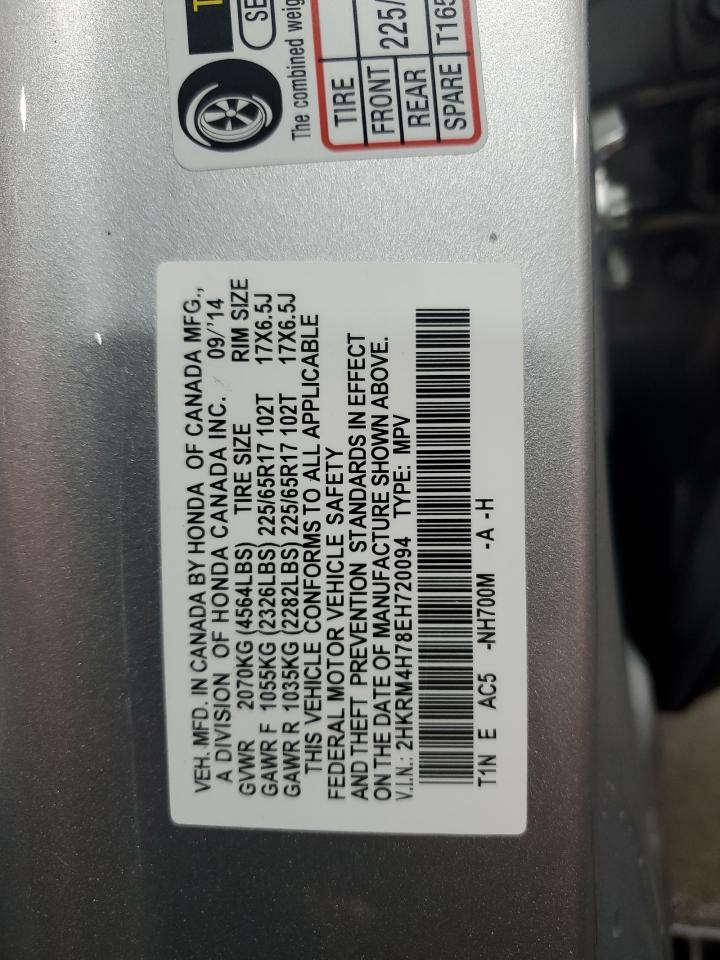 T
SE
The combined weig
TIRE
FRONT 225/
REAR
SPARE T165
VEH. MFD. IN CANADA BY HONDA OF CANADA MFG.,
A DIVISION OF HONDA CANADA INC. 09/'14
GVWR 2070KG (4564LBS) TIRE SIZE RIM SIZE
GAWR F 1055KG (2326LBS) 225/65R17 102T 17X6.5J
GAWR R 1035KG (2282LBS) 225/65R17 102T 17X6.5J
THIS VEHICLE CONFORMS TO ALL APPLICABLE
FEDERAL MOTOR VEHICLE SAFETY
AND THEFT PREVENTION STANDARDS IN EFFECT
ON THE DATE OF MANUFACTURE SHOWN ABOVE.
V.I.N.: 2HKRM4H78EH720094 TYPE: MPV
T1N E AC5 -NH700M -A -H